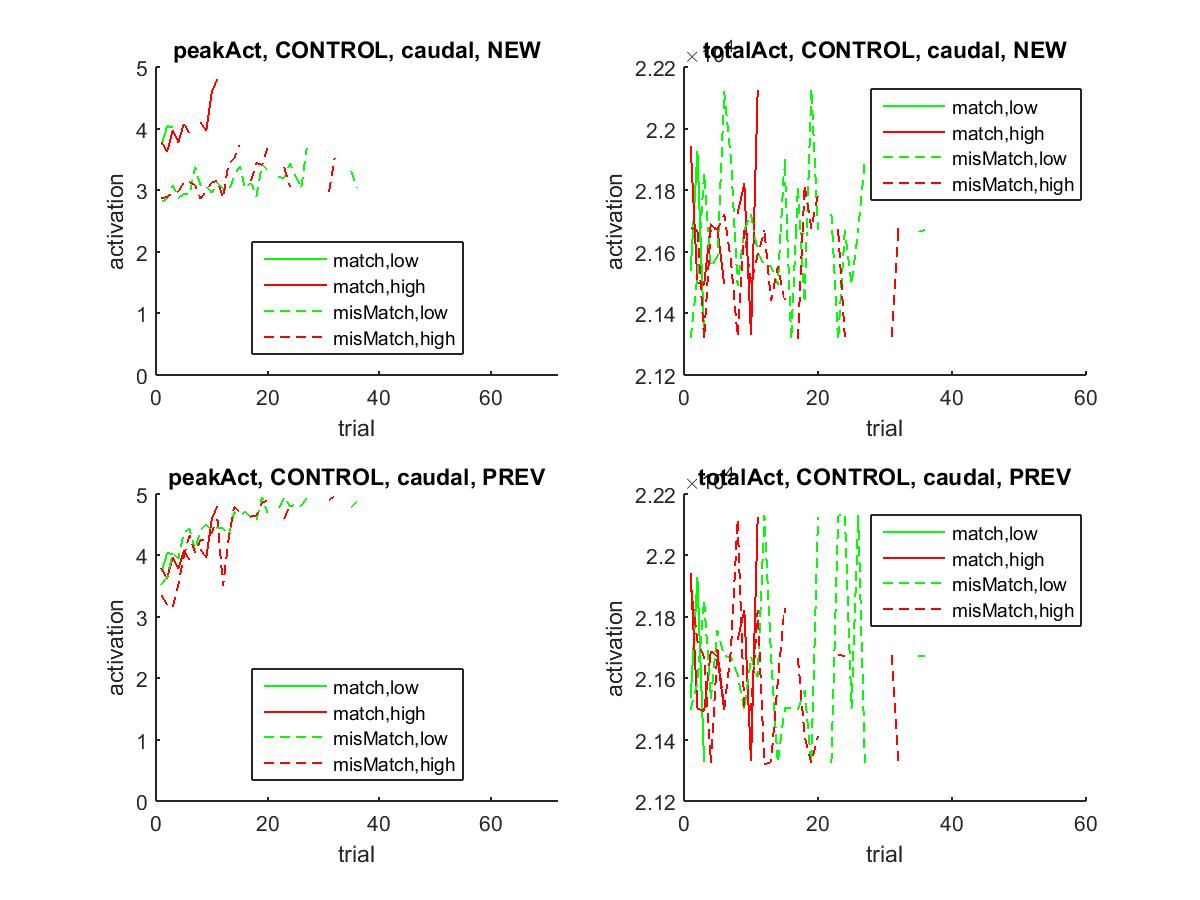 peakAct, CONTROL, caudal, NEW
5
4
3
2
1
0
0 20 40 60
activation
trial
match,low
match,high
misMatch,low
misMatch,high
totalAct, CONTROL, caudal, NEW
× 10^4
2.22
2.2
2.18
2.16
2.14
2.12
0 20 40 60
activation
trial
match,low
match,high
misMatch,low
misMatch,high
peakAct, CONTROL, caudal, PREV
5
4
3
2
1
0
0 20 40 60
activation
trial
match,low
match,high
misMatch,low
misMatch,high
totalAct, CONTROL, caudal, PREV
× 10^4
2.22
2.2
2.18
2.16
2.14
2.12
0 20 40 60
activation
trial
match,low
match,high
misMatch,low
misMatch,high